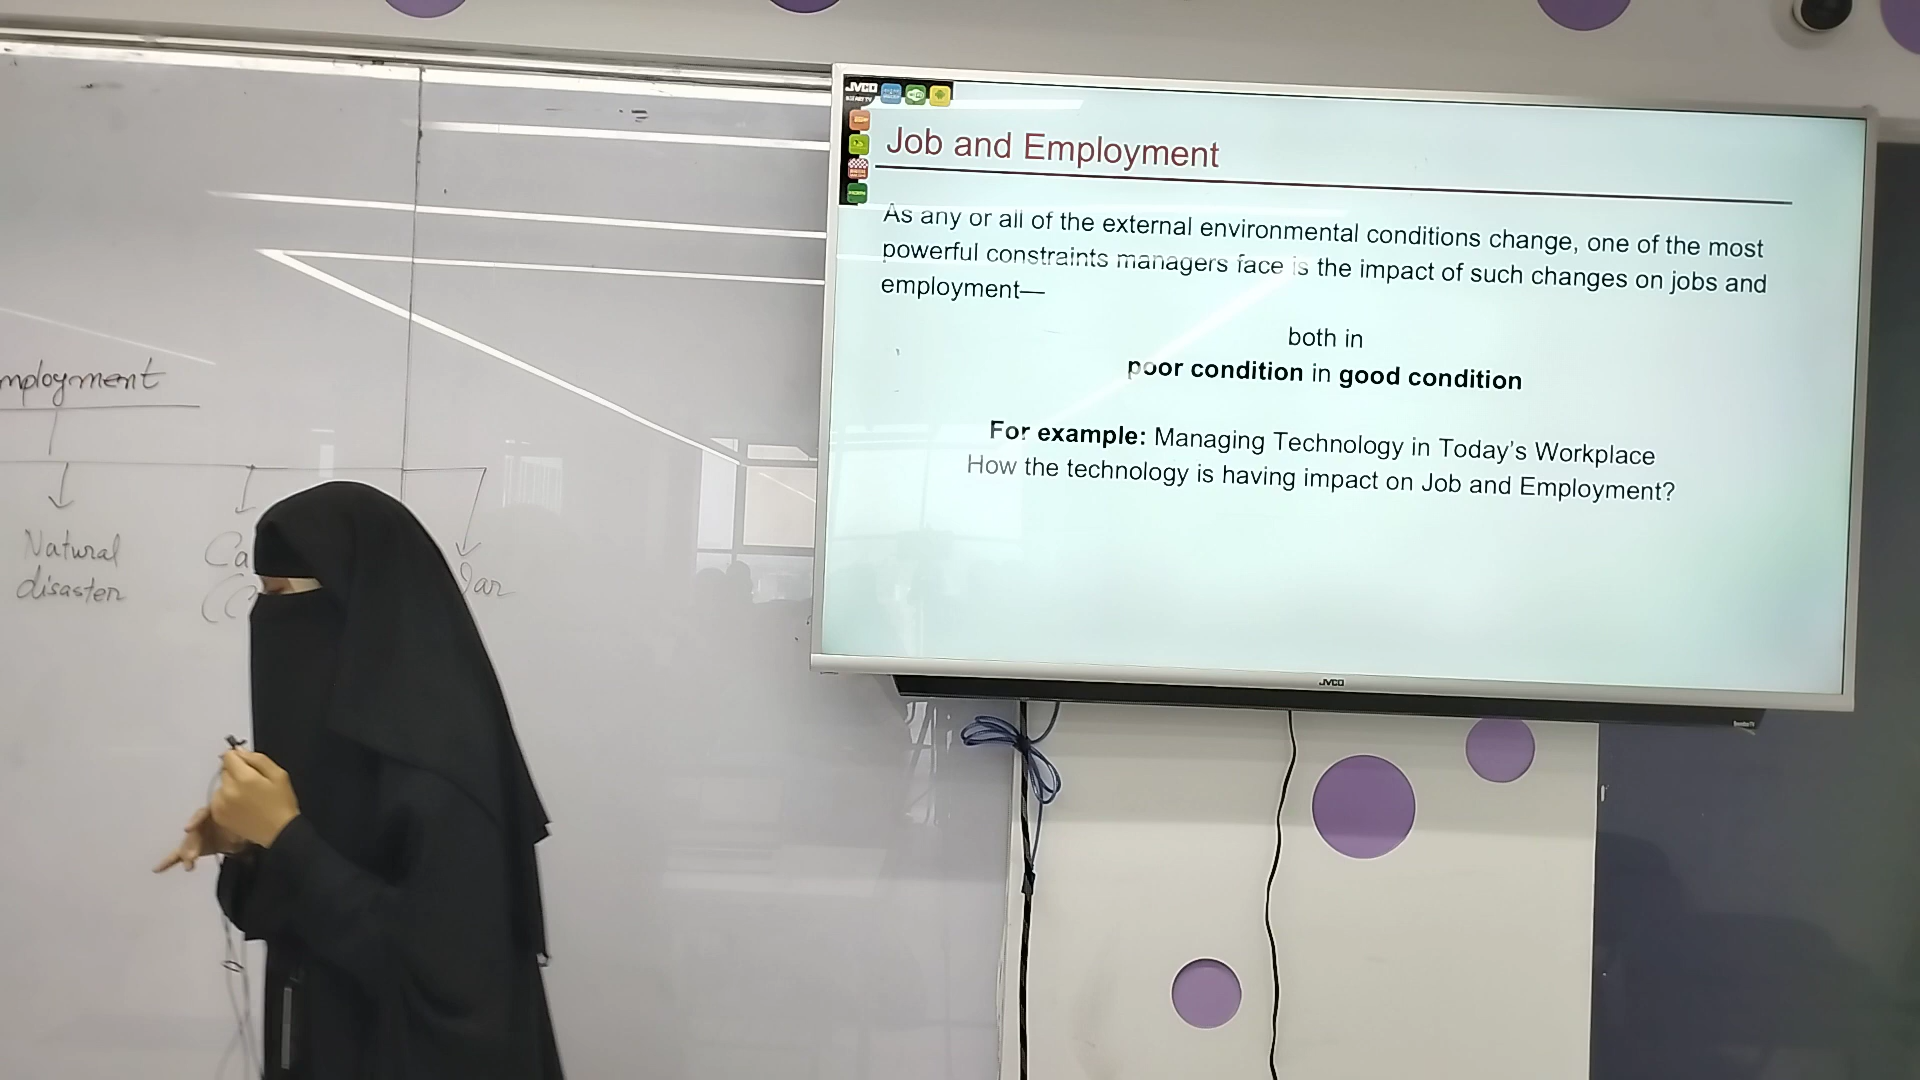 mployment
Natural
disaster
JVCO
Job and Employment
As any or all of the external environmental conditions change, one of the most
powerful constraints managers face is the impact of such changes on jobs and
employment—
both in
poor condition in good condition
For example: Managing Technology in Today's Workplace
How the technology is having impact on Job and Employment?
JVCO